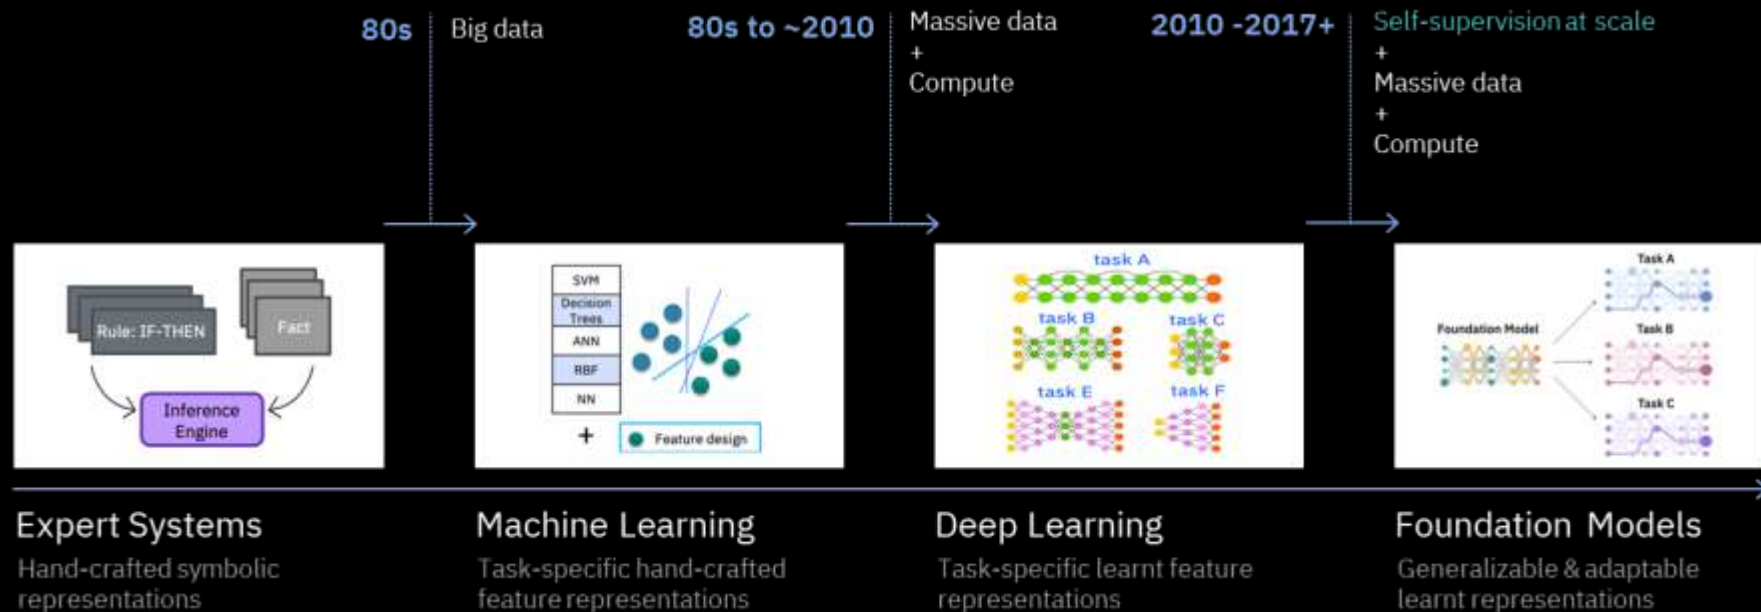 80s
Big data
80s to ~2010
Massive data
+
Compute
2010 -2017+
Self-supervision at scale
+
Massive data
+
Compute
Rule: IF-THEN
Fact
Inference
Engine
SVM
Decision
Trees
ANN
RBF
NN
+
Feature design
task A
task B
task C
task E
task F
Foundation Model
Task A
Task B
Task C
Expert Systems
Hand-crafted symbolic
representations
Machine Learning
Task-specific hand-crafted
feature representations
Deep Learning
Task-specific learnt feature
representations
Foundation Models
Generalizable & adaptable
learnt representations